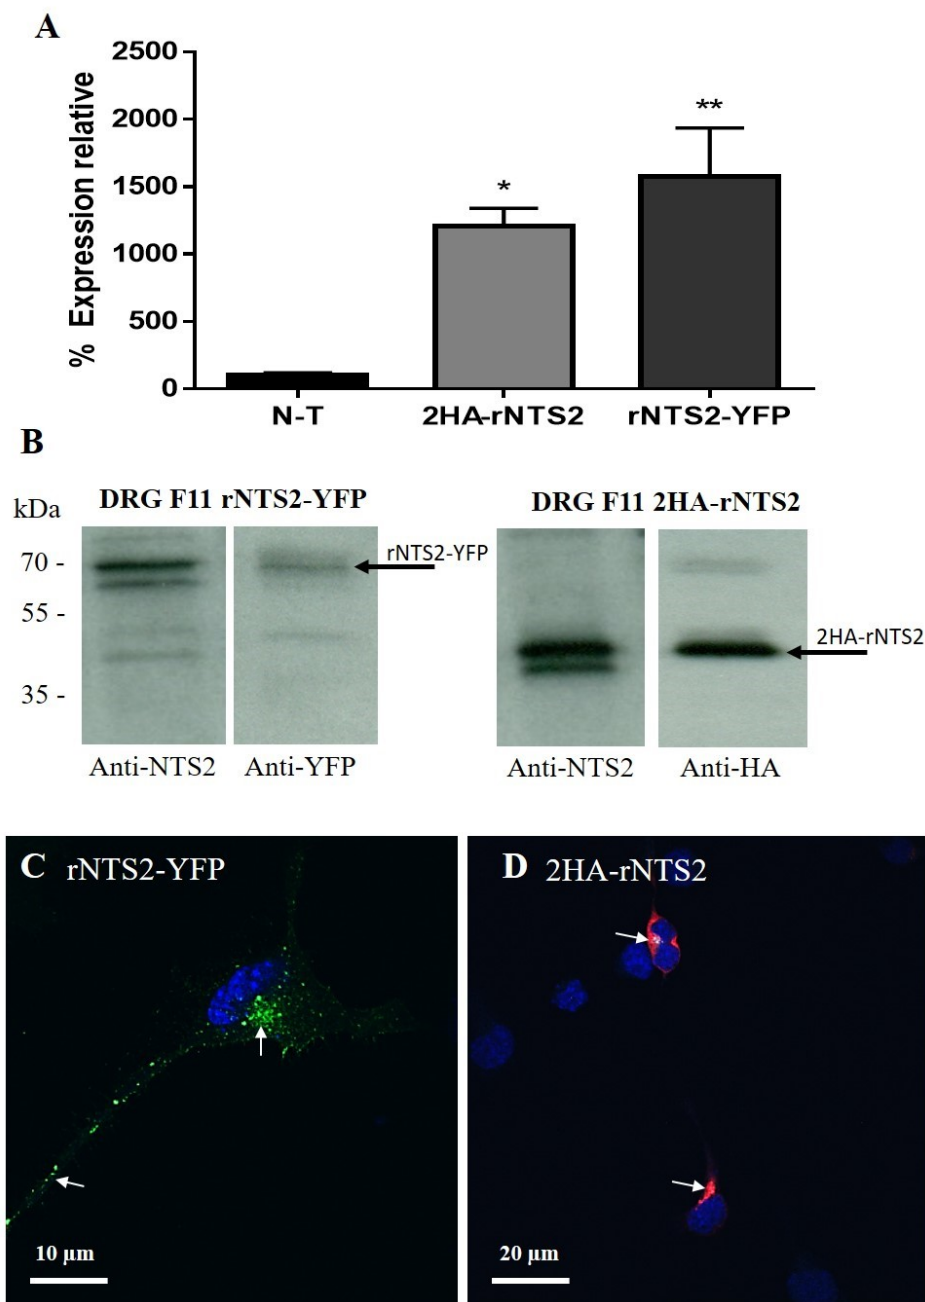 A
2500
2000
1500
1000
500
0
% Expression relative
*
**
N-T 2HA-rNTS2 rNTS2-YFP
B
kDa
DRG F11 rNTS2-YFP
DRG F11 2HA-rNTS2
70 -
55 -
35 -
rNTS2-YFP
2HA-rNTS2
Anti-NTS2 Anti-YFP
Anti-NTS2 Anti-HA
C rNTS2-YFP
10 µm
D 2HA-rNTS2
20 µm